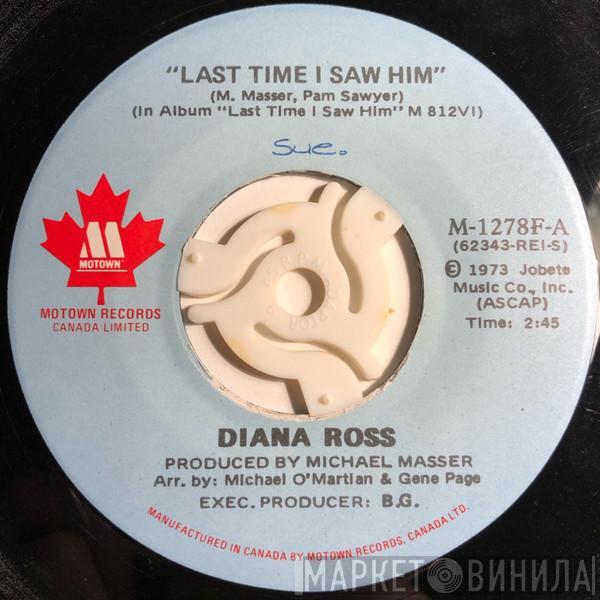 "LAST TIME I SAW HIM"
(M. Masser, Pam Sawyer)
(In Album "Last Time I Saw Him" M 812V1)
Sue.
M
MOTOWN
MOTOWN RECORDS
CANADA LIMITED
M-1278F-A
(62343-REI-S)
© 1973 Jobete
Music Co., Inc.
(ASCAP)
Time: 2:45
45 R.P.M. ADAPTOR
DIANA ROSS
PRODUCED BY MICHAEL MASSER
Arr. by: Michael O'Martian & Gene Page
EXEC. PRODUCER: B.G.
MANUFACTURED IN CANADA BY MOTOWN RECORDS, CANADA LTD.
МАРКЕТ ВИНИЛА